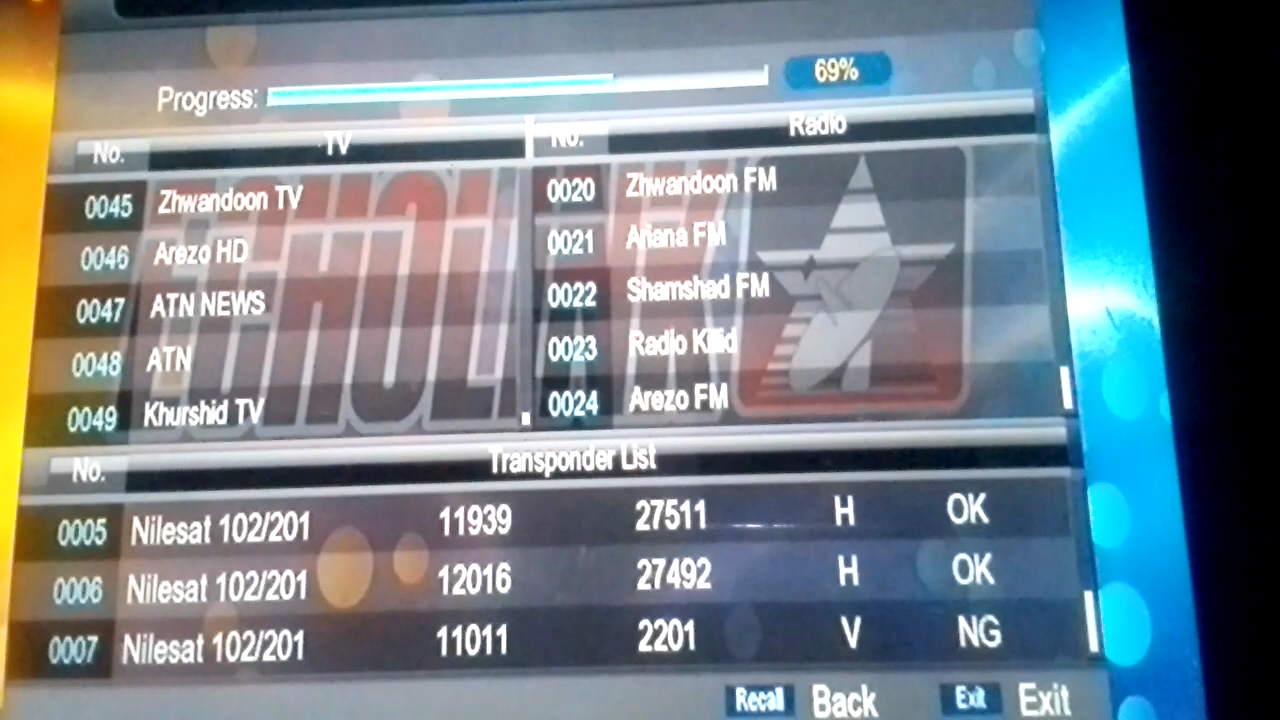 Progress: 69%
No. TV No. Radio
0045 Zhwandoon TV 0020 Zhwandoon FM
0046 Arezo HD 0021 Ariana FM
0047 ATN NEWS 0022 Shamshad FM
0048 ATN 0023 Radio Killid
0049 Khurshid TV 0024 Arezo FM
ECHOLINK
No. Transponder List
0005 Nilesat 102/201 11939 27511 H OK
0006 Nilesat 102/201 12016 27492 H OK
0007 Nilesat 102/201 11011 2201 V NG
Recall Back Exit Exit